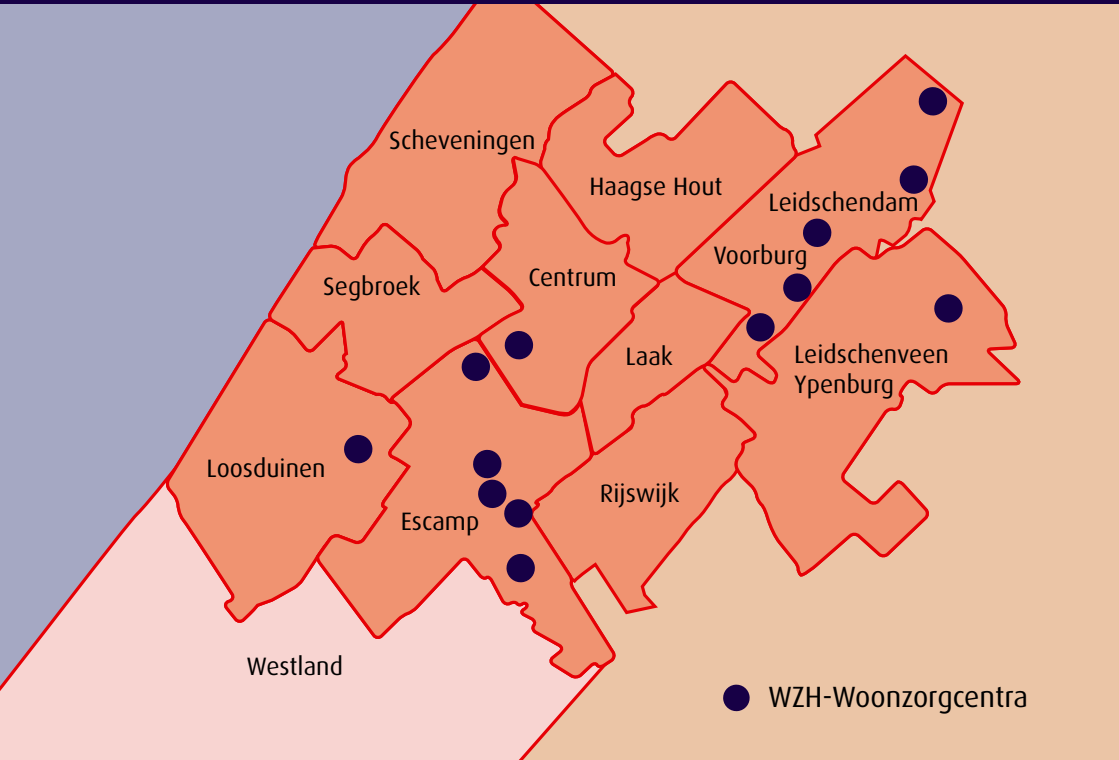 Scheveningen
Haagse Hout
Leidschendam
Voorburg
Centrum
Segbroek
Laak
Leidschenveen
Ypenburg
Loosduinen
Rijswijk
Escamp
Westland
WZH-Woonzorgcentra